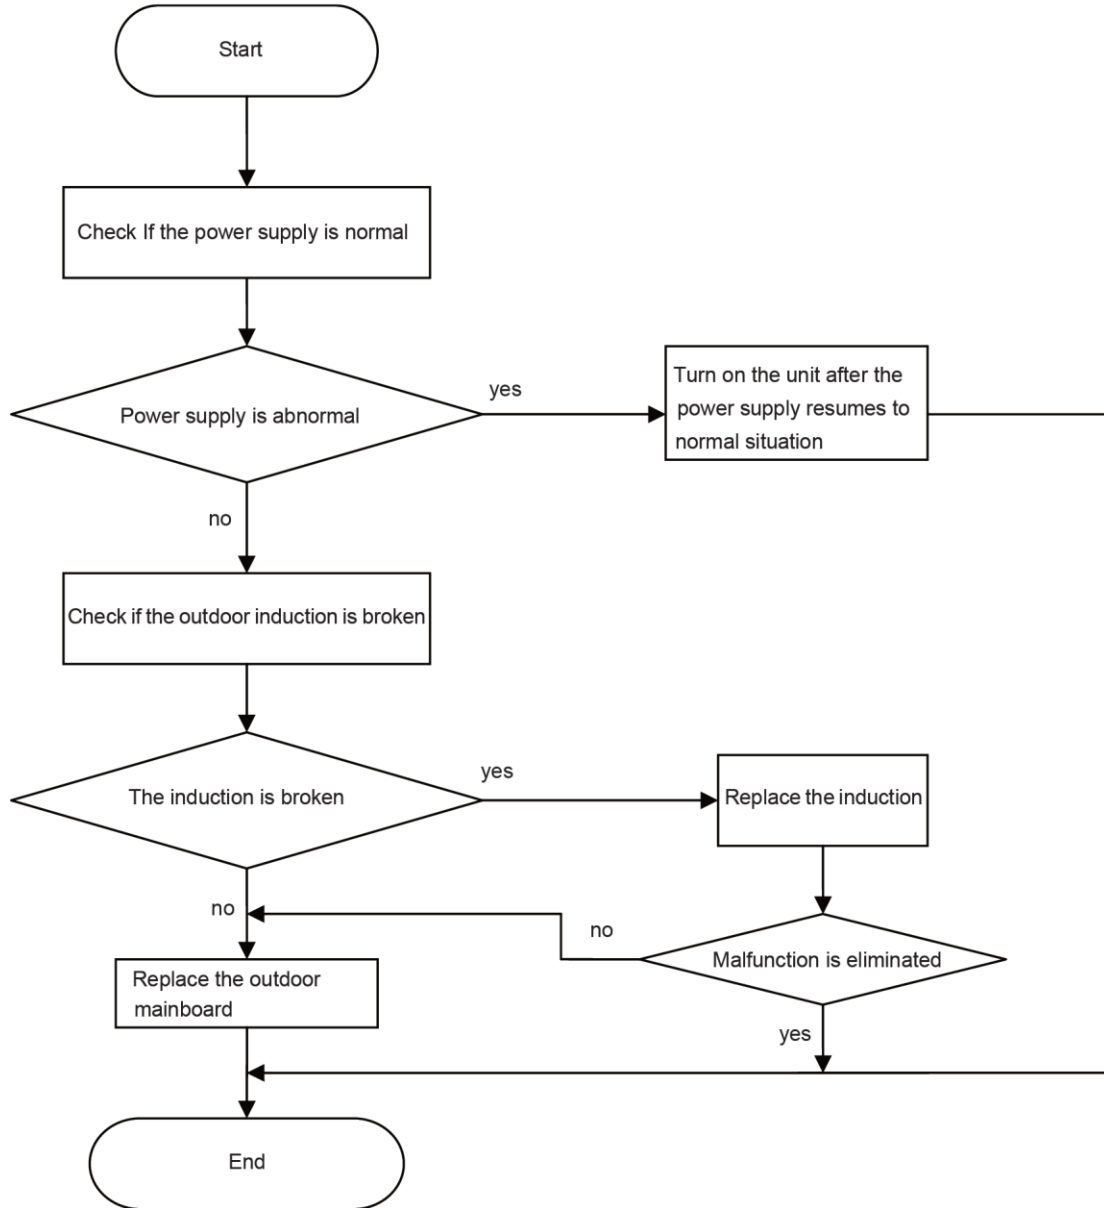 Start
Check If the power supply is normal
Power supply is abnormal
yes
Turn on the unit after the
power supply resumes to
normal situation
no
Check if the outdoor induction is broken
The induction is broken
yes
Replace the induction
no
no
Malfunction is eliminated
Replace the outdoor
mainboard
yes
End